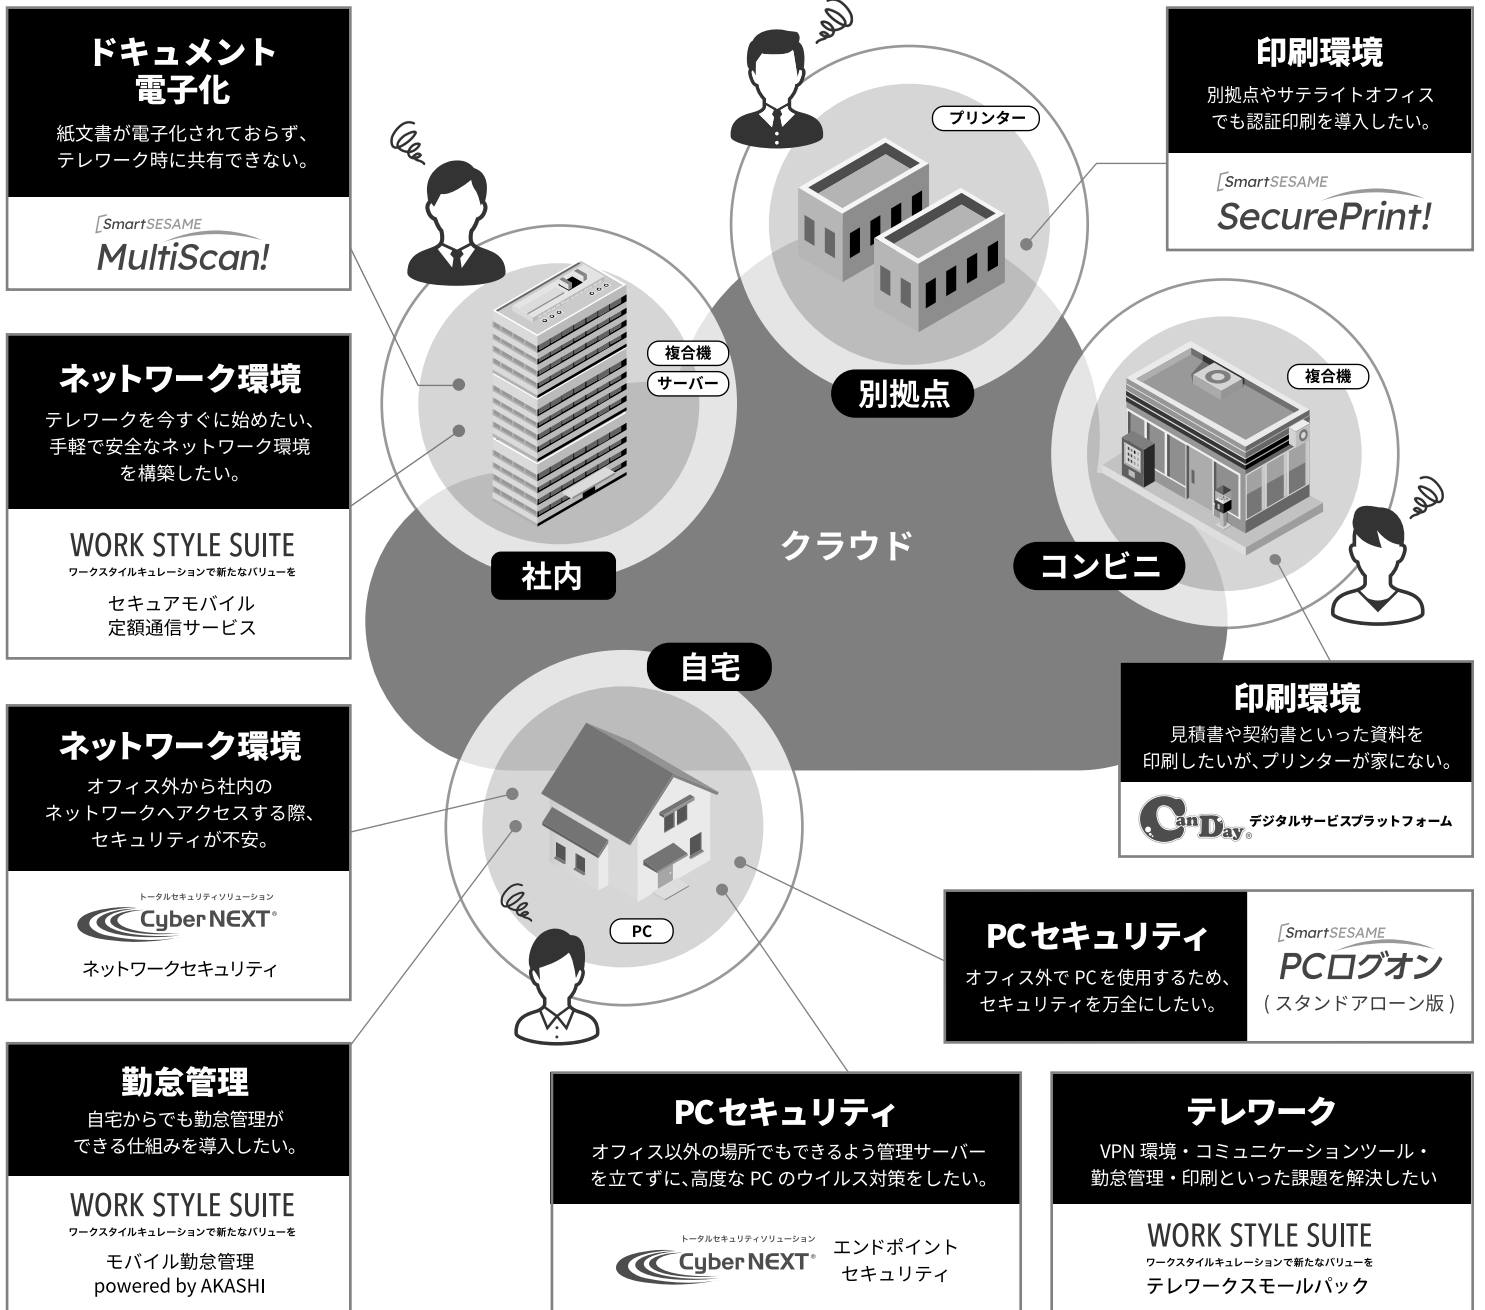 ドキュメント
電子化
紙文書が電子化されておらず、
テレワーク時に共有できない。
SmartSESAME
MultiScan!
ネットワーク環境
テレワークを今すぐに始めたい、
手軽で安全なネットワーク環境
を構築したい。
WORK STYLE SUITE
ワークスタイルキュレーションで新たなバリューを
セキュアモバイル
定額通信サービス
ネットワーク環境
オフィス外から社内の
ネットワークへアクセスする際、
セキュリティが不安。
トータルセキュリティソリューション
CyberNEXT®
ネットワークセキュリティ
勤怠管理
自宅からでも勤怠管理が
できる仕組みを導入したい。
WORK STYLE SUITE
ワークスタイルキュレーションで新たなバリューを
モバイル勤怠管理
powered by AKASHI
プリンター
別拠点
複合機
サーバー
社内
クラウド
複合機
コンビニ
自宅
PC
印刷環境
別拠点やサテライトオフィス
でも認証印刷を導入したい。
SmartSESAME
SecurePrint!
印刷環境
見積書や契約書といった資料を
印刷したいが、プリンターが家にない。
CanDay® デジタルサービスプラットフォーム
PCセキュリティ
オフィス外で PC を使用するため、
セキュリティを万全にしたい。
SmartSESAME
PCログオン
( スタンドアローン版 )
PCセキュリティ
オフィス以外の場所でもできるよう管理サーバー
を立てずに、高度な PC のウイルス対策をしたい。
トータルセキュリティソリューション
CyberNEXT®
エンドポイント
セキュリティ
テレワーク
VPN 環境・コミュニケーションツール・
勤怠管理・印刷といった課題を解決したい
WORK STYLE SUITE
ワークスタイルキュレーションで新たなバリューを
テレワークスモールパック